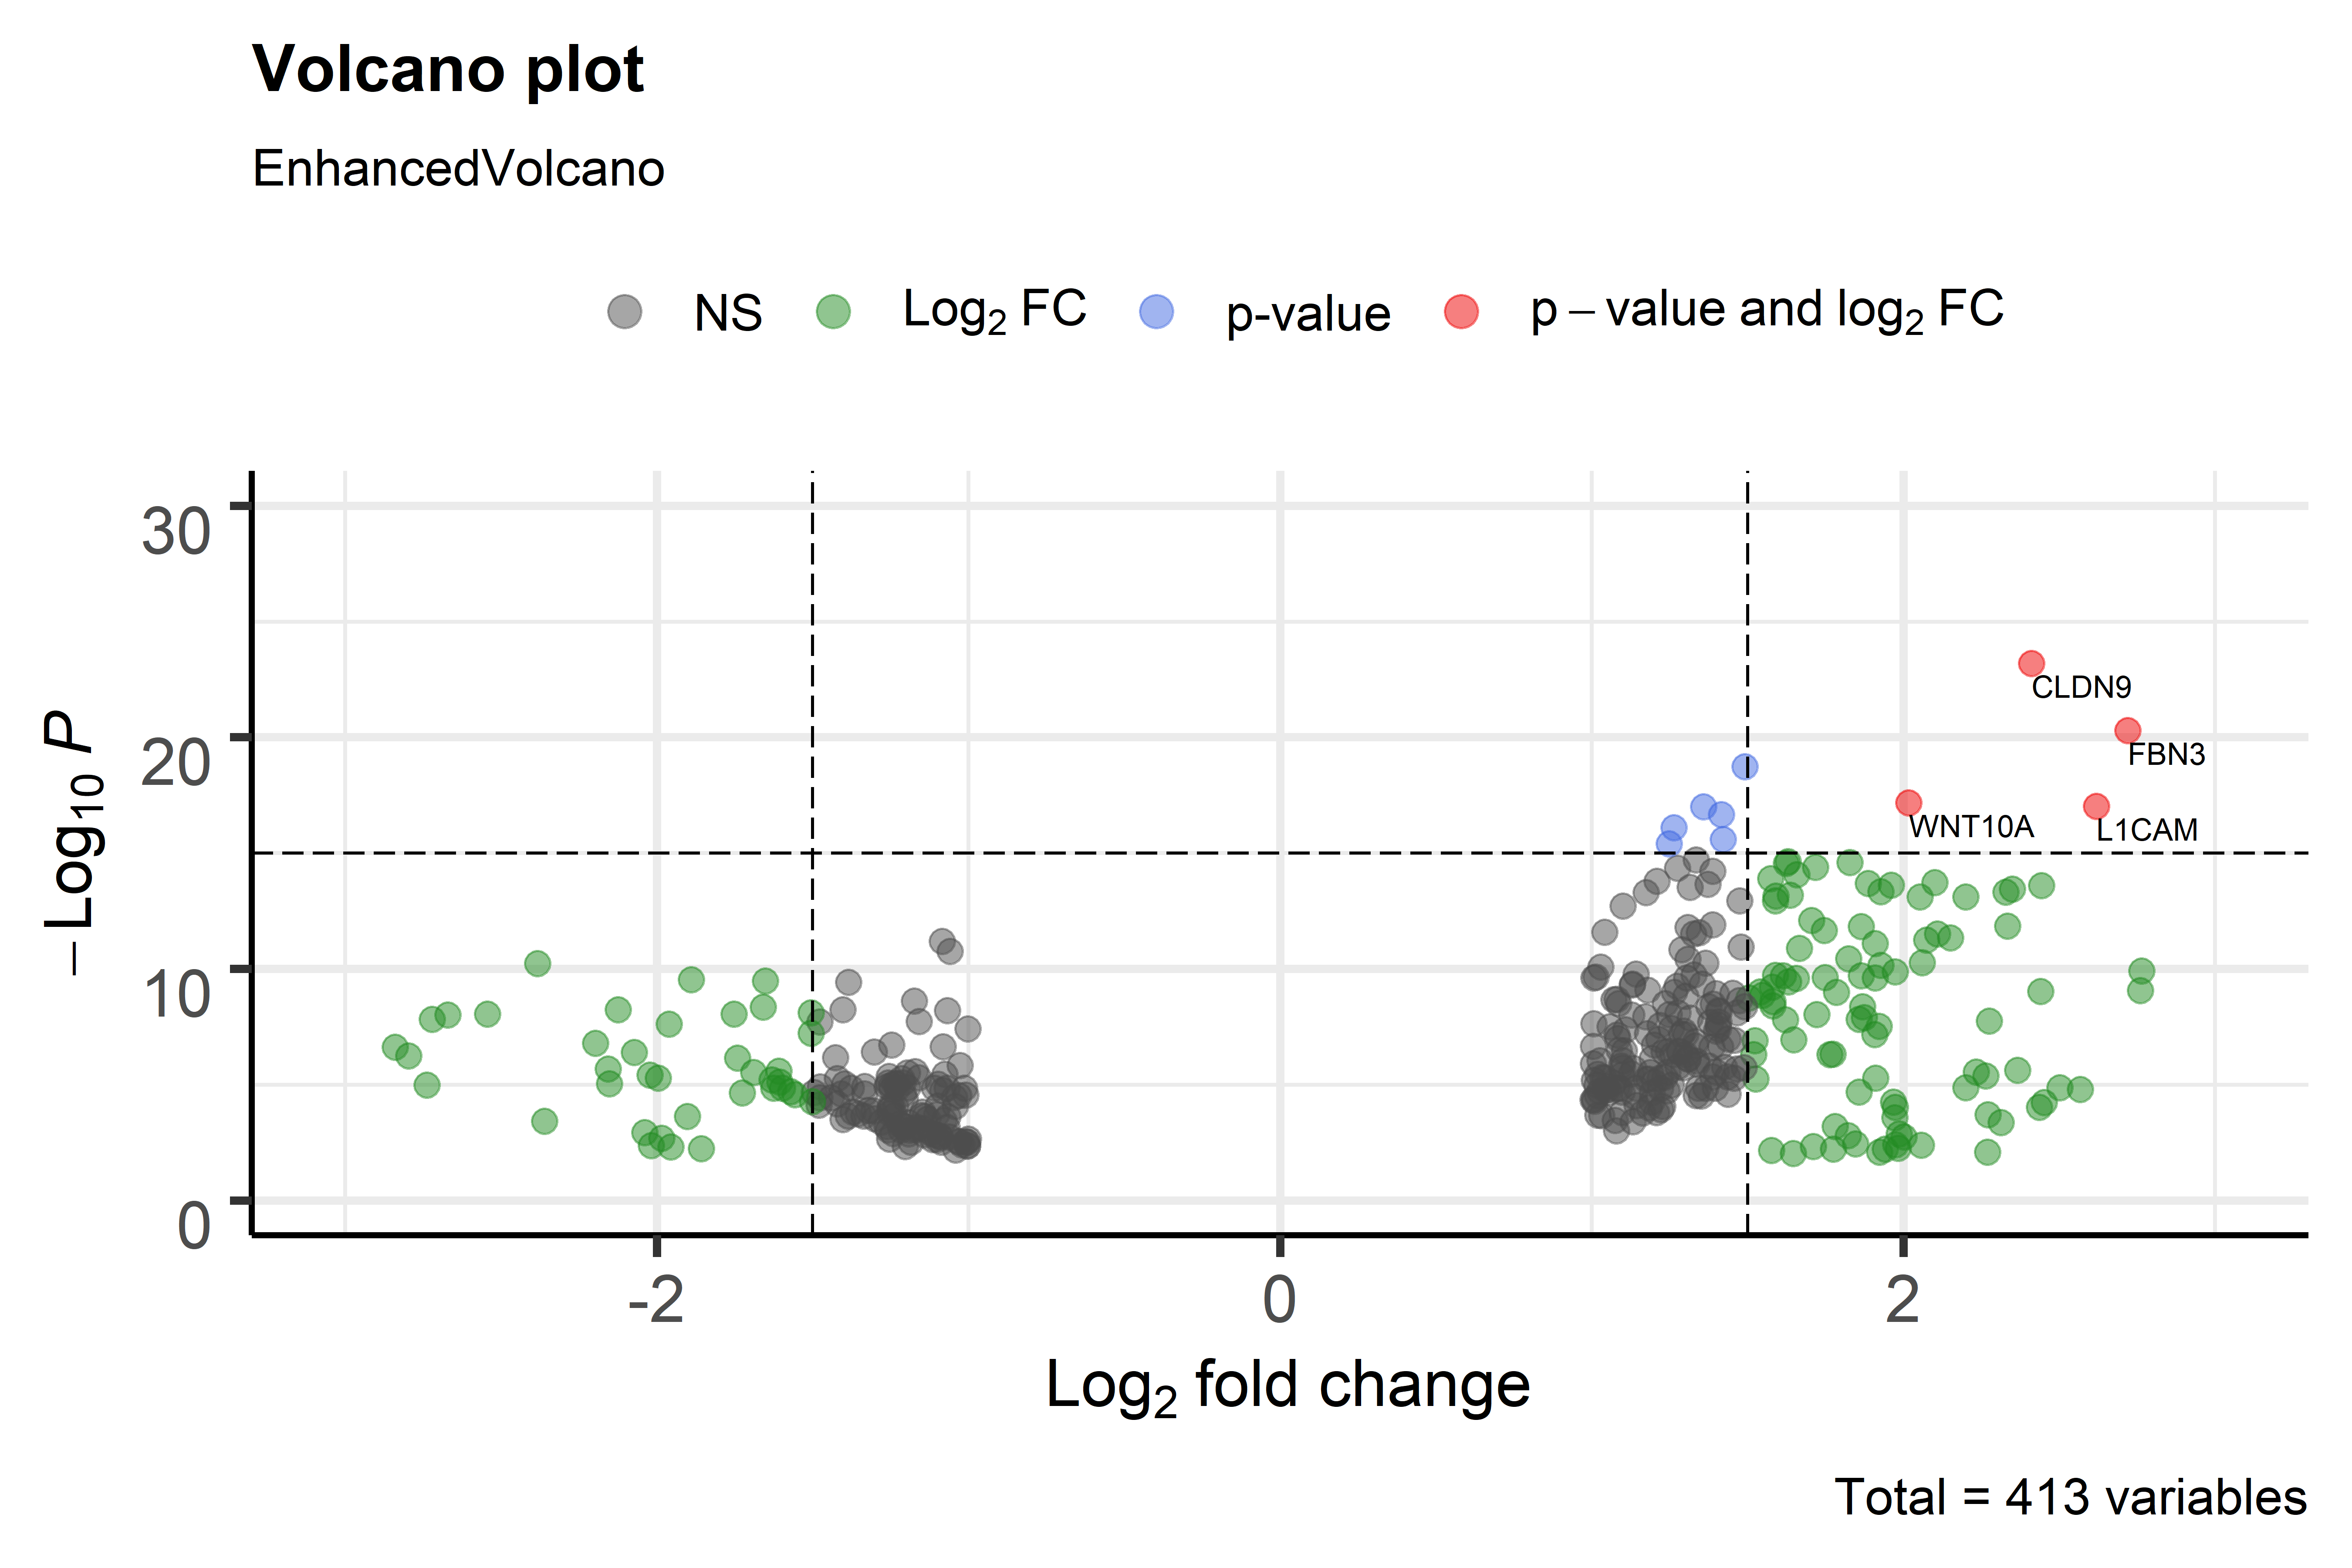 Volcano plot
EnhancedVolcano
NS Log₂ FC p-value p − value and log₂ FC
−Log₁₀ P
30
20
10
0
CLDN9
FBN3
WNT10A
L1CAM
-2 0 2
Log₂ fold change
Total = 413 variables